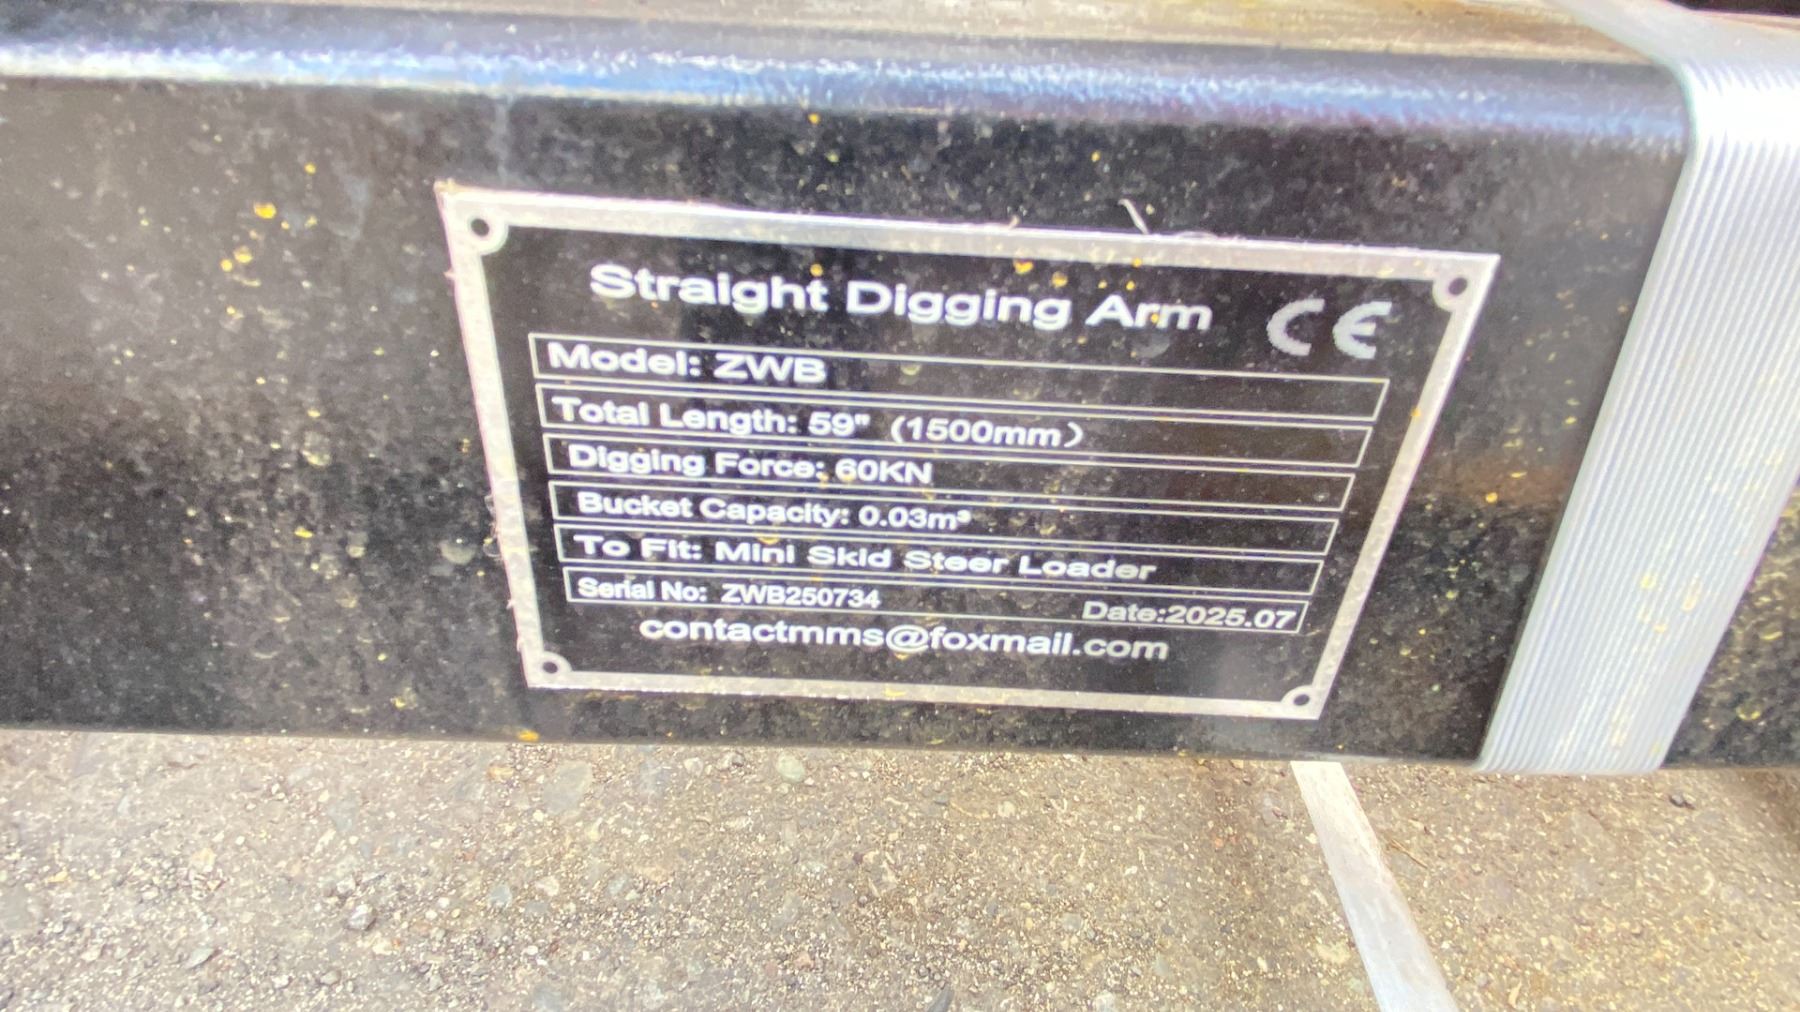 Straight Digging Arm CE
Model: ZWB
Total Length: 59" (1500mm)
Digging Force: 60KN
Bucket Capacity: 0.03m³
To Fit: Mini Skid Steer Loader
Serial No: ZWB250734 Date:2025.07
contactmms@foxmail.com